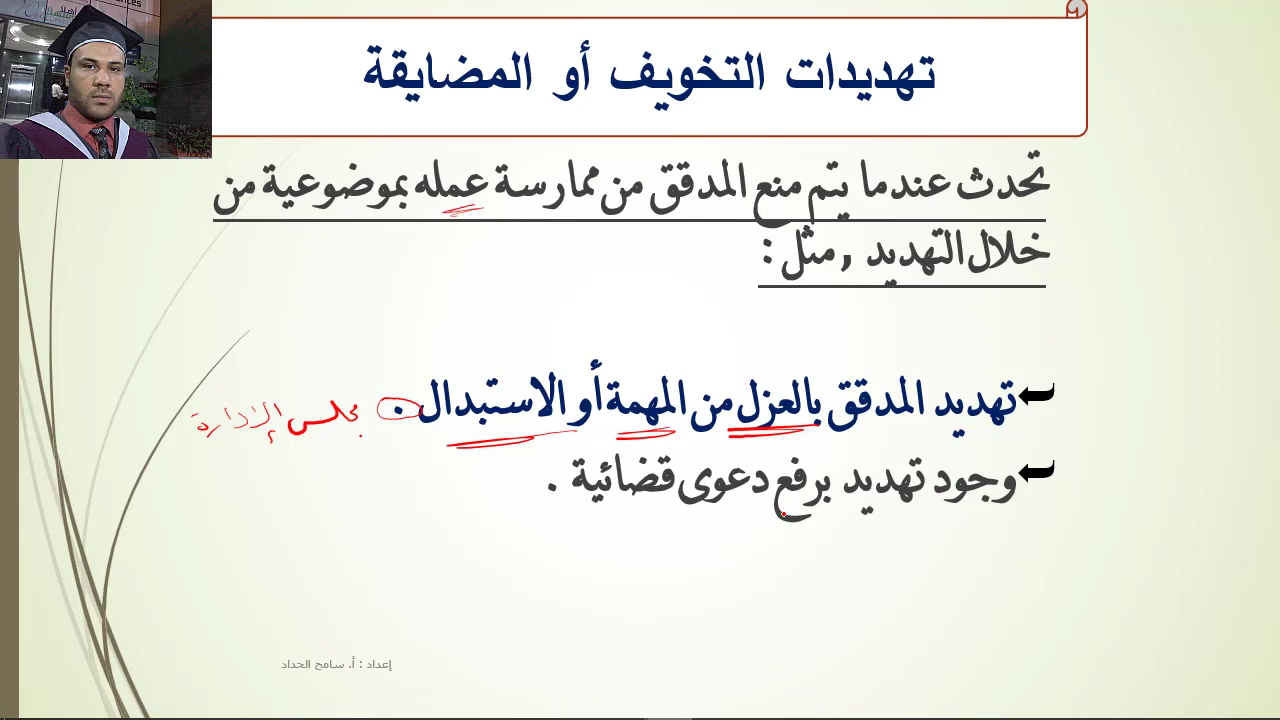 تهديدات التخويف أو المضايقة
تحدث عندما يتم منع المدقق من ممارسة عمله بموضوعية من
خلال التهديد , مثل :
تهديد المدقق بالعزل من المهمة أو الاستبدال .
مجلس الإدارة
وجود تهديد برفع دعوى قضائية .
إعداد : أ. سامح الحداد